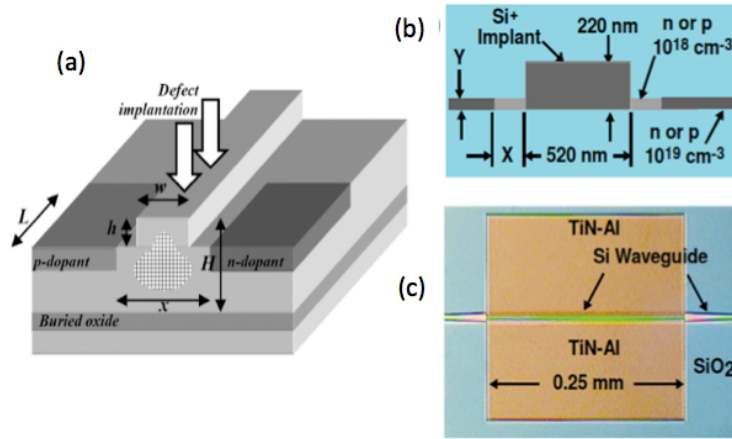 (a)
Defect
implantation
w
L
h
H
p-dopant
n-dopant
x
Buried oxide
(b)
Si+
Implant
220 nm
n or p
10¹⁸ cm⁻³
Y
X
520 nm
n or p
10¹⁹ cm⁻³
(c)
TiN-Al
Si Waveguide
TiN-Al
SiO₂
0.25 mm